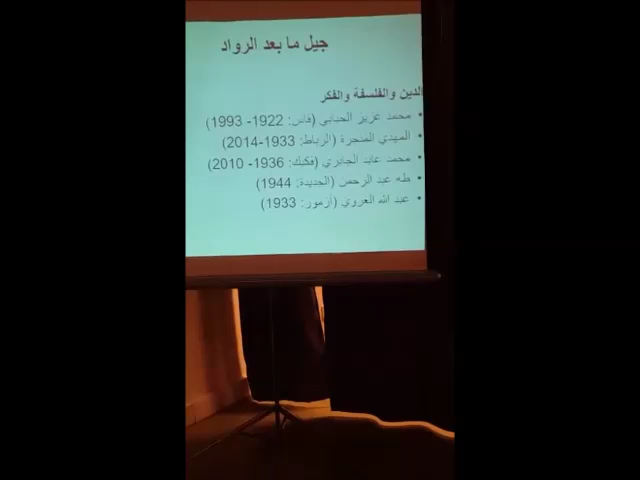 جيل ما بعد الرواد
الدين والفلسفة والفكر
• محمد عزيز الحبابي (فاس: 1922- 1993)
• المهدي المنجرة (الرباط: 1933-2014)
• محمد عابد الجابري (فكيك: 1936- 2010)
• طه عبد الرحمن (الجديدة: 1944)
• عبد الله العروي (أزمور: 1933)